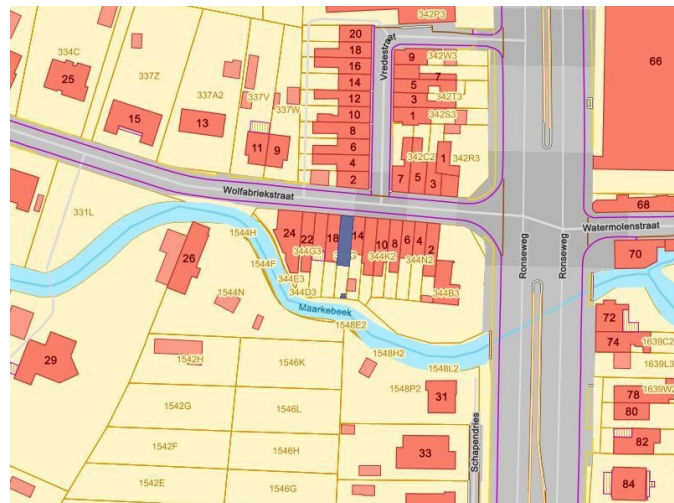 342P3
20
334C
18
9
342W3
66
25
337Z
16
7
14
5
337A2
337V
3
342T3
12
337W
15
13
10
1
342S3
8
11
9
6
342C2
1
342R3
4
7
5
3
2
Vredestraat
Wolfabriekstraat
68
Watermolenstraat
331L
1544H
24
22
18
14
10
8
6
4
2
344G3
344K2
344N2
Ronseweg
Ronseweg
70
26
1544F
344E3
344D3
344B3
1544N
Maarkebeek
72
1548E2
74
1639C2
29
1542H
1546K
1548H2
1548L2
1639L3
31
1548P2
78
1639W2
1542G
1546L
80
1542F
1546H
33
82
Schapendries
1542E
1546G
84